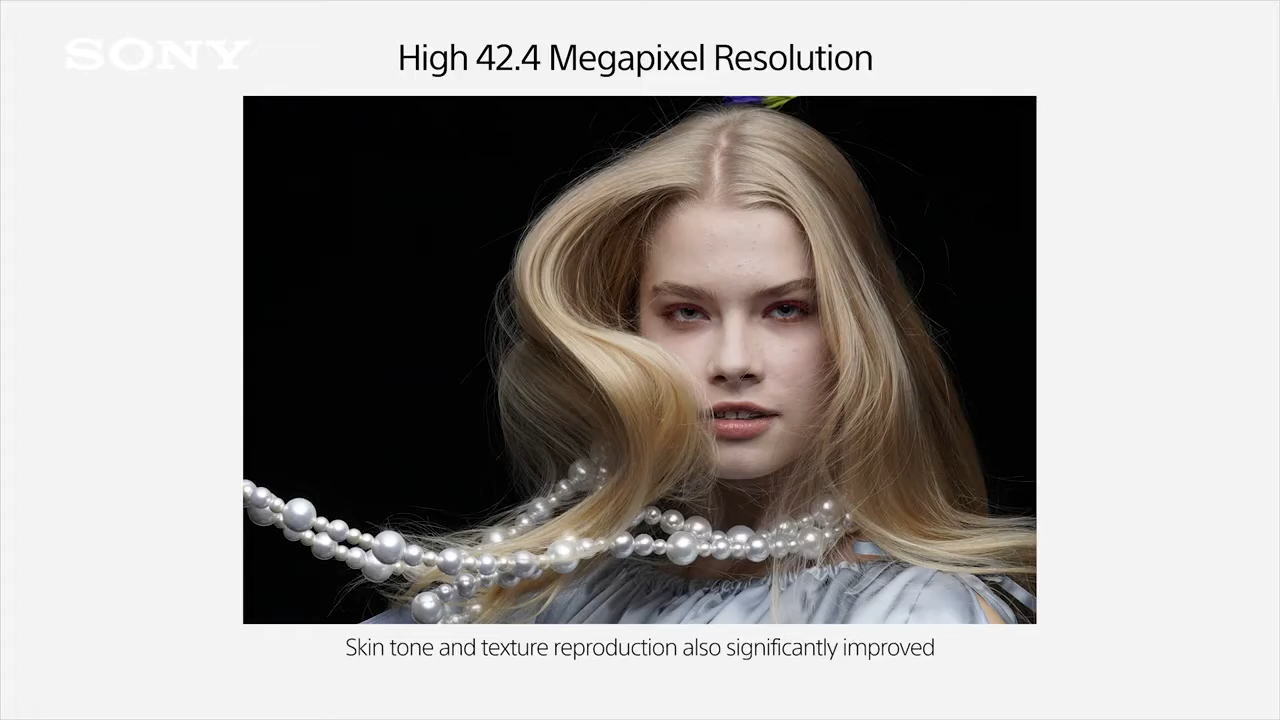 SONY
High 42.4 Megapixel Resolution
Skin tone and texture reproduction also significantly improved